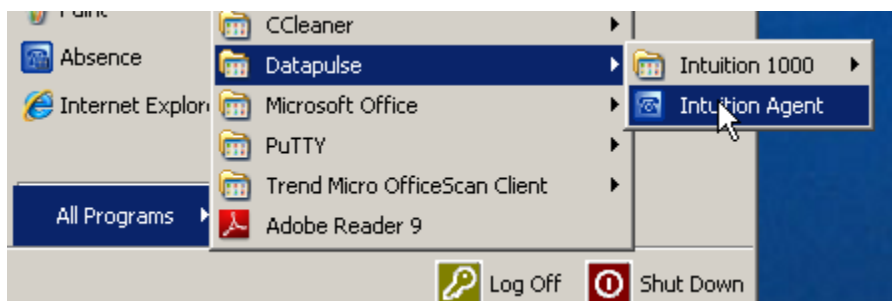 Paint
CCleaner
Absence
Datapulse
Intuition 1000
Internet Explor
Microsoft Office
Intuition Agent
PuTTY
Trend Micro OfficeScan Client
All Programs
Adobe Reader 9
Log Off
Shut Down